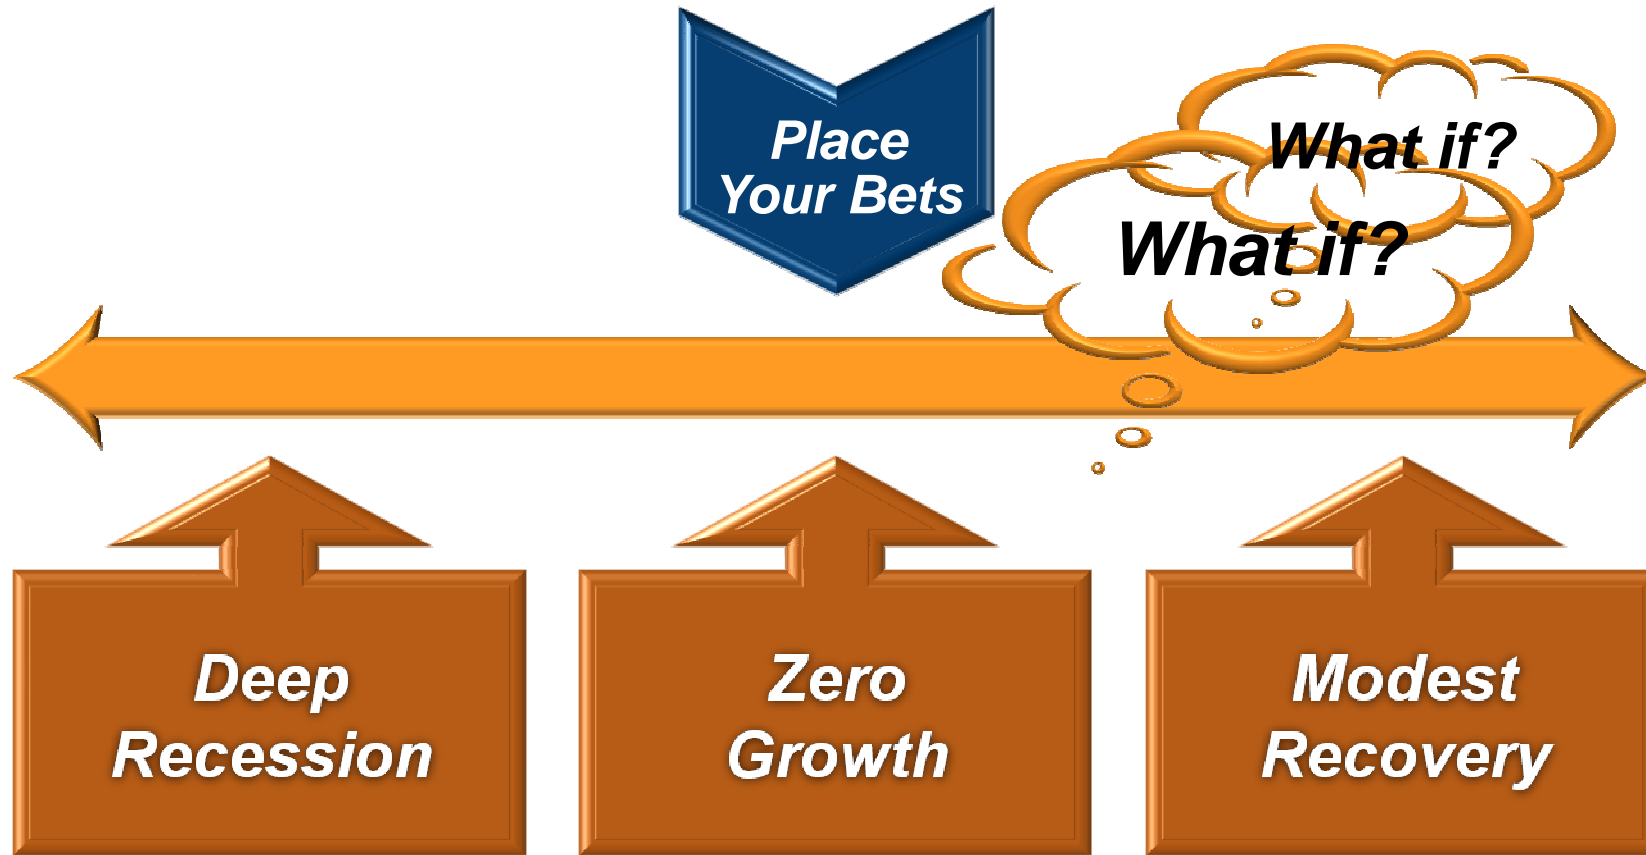 Place
Your Bets
What if?
What if?
Deep
Recession
Zero
Growth
Modest
Recovery